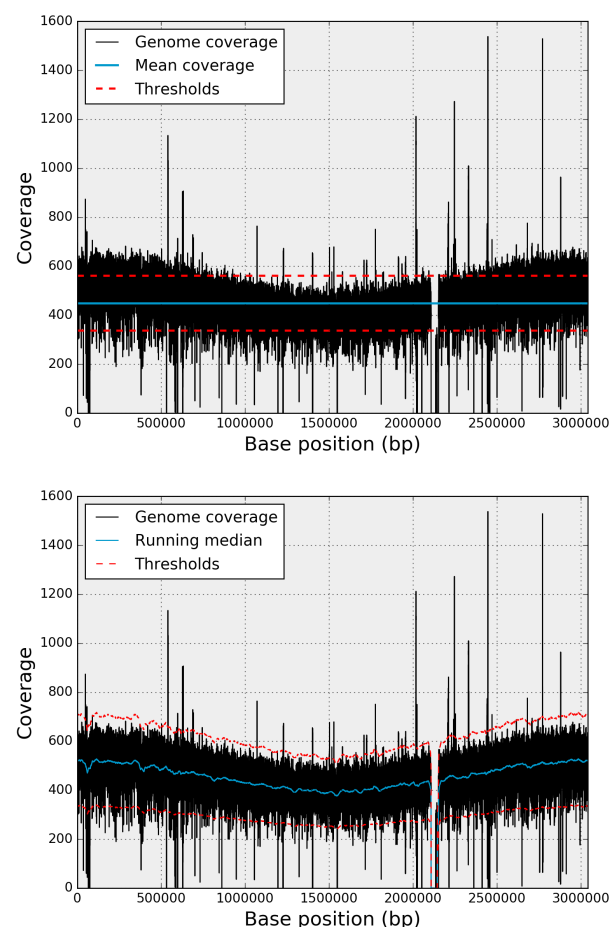 1600
1400
1200
1000
800
600
400
200
0
Coverage
Genome coverage
Mean coverage
Thresholds
0 500000 1000000 1500000 2000000 2500000 3000000
Base position (bp)
1600
1400
1200
1000
800
600
400
200
0
Coverage
Genome coverage
Running median
Thresholds
0 500000 1000000 1500000 2000000 2500000 3000000
Base position (bp)